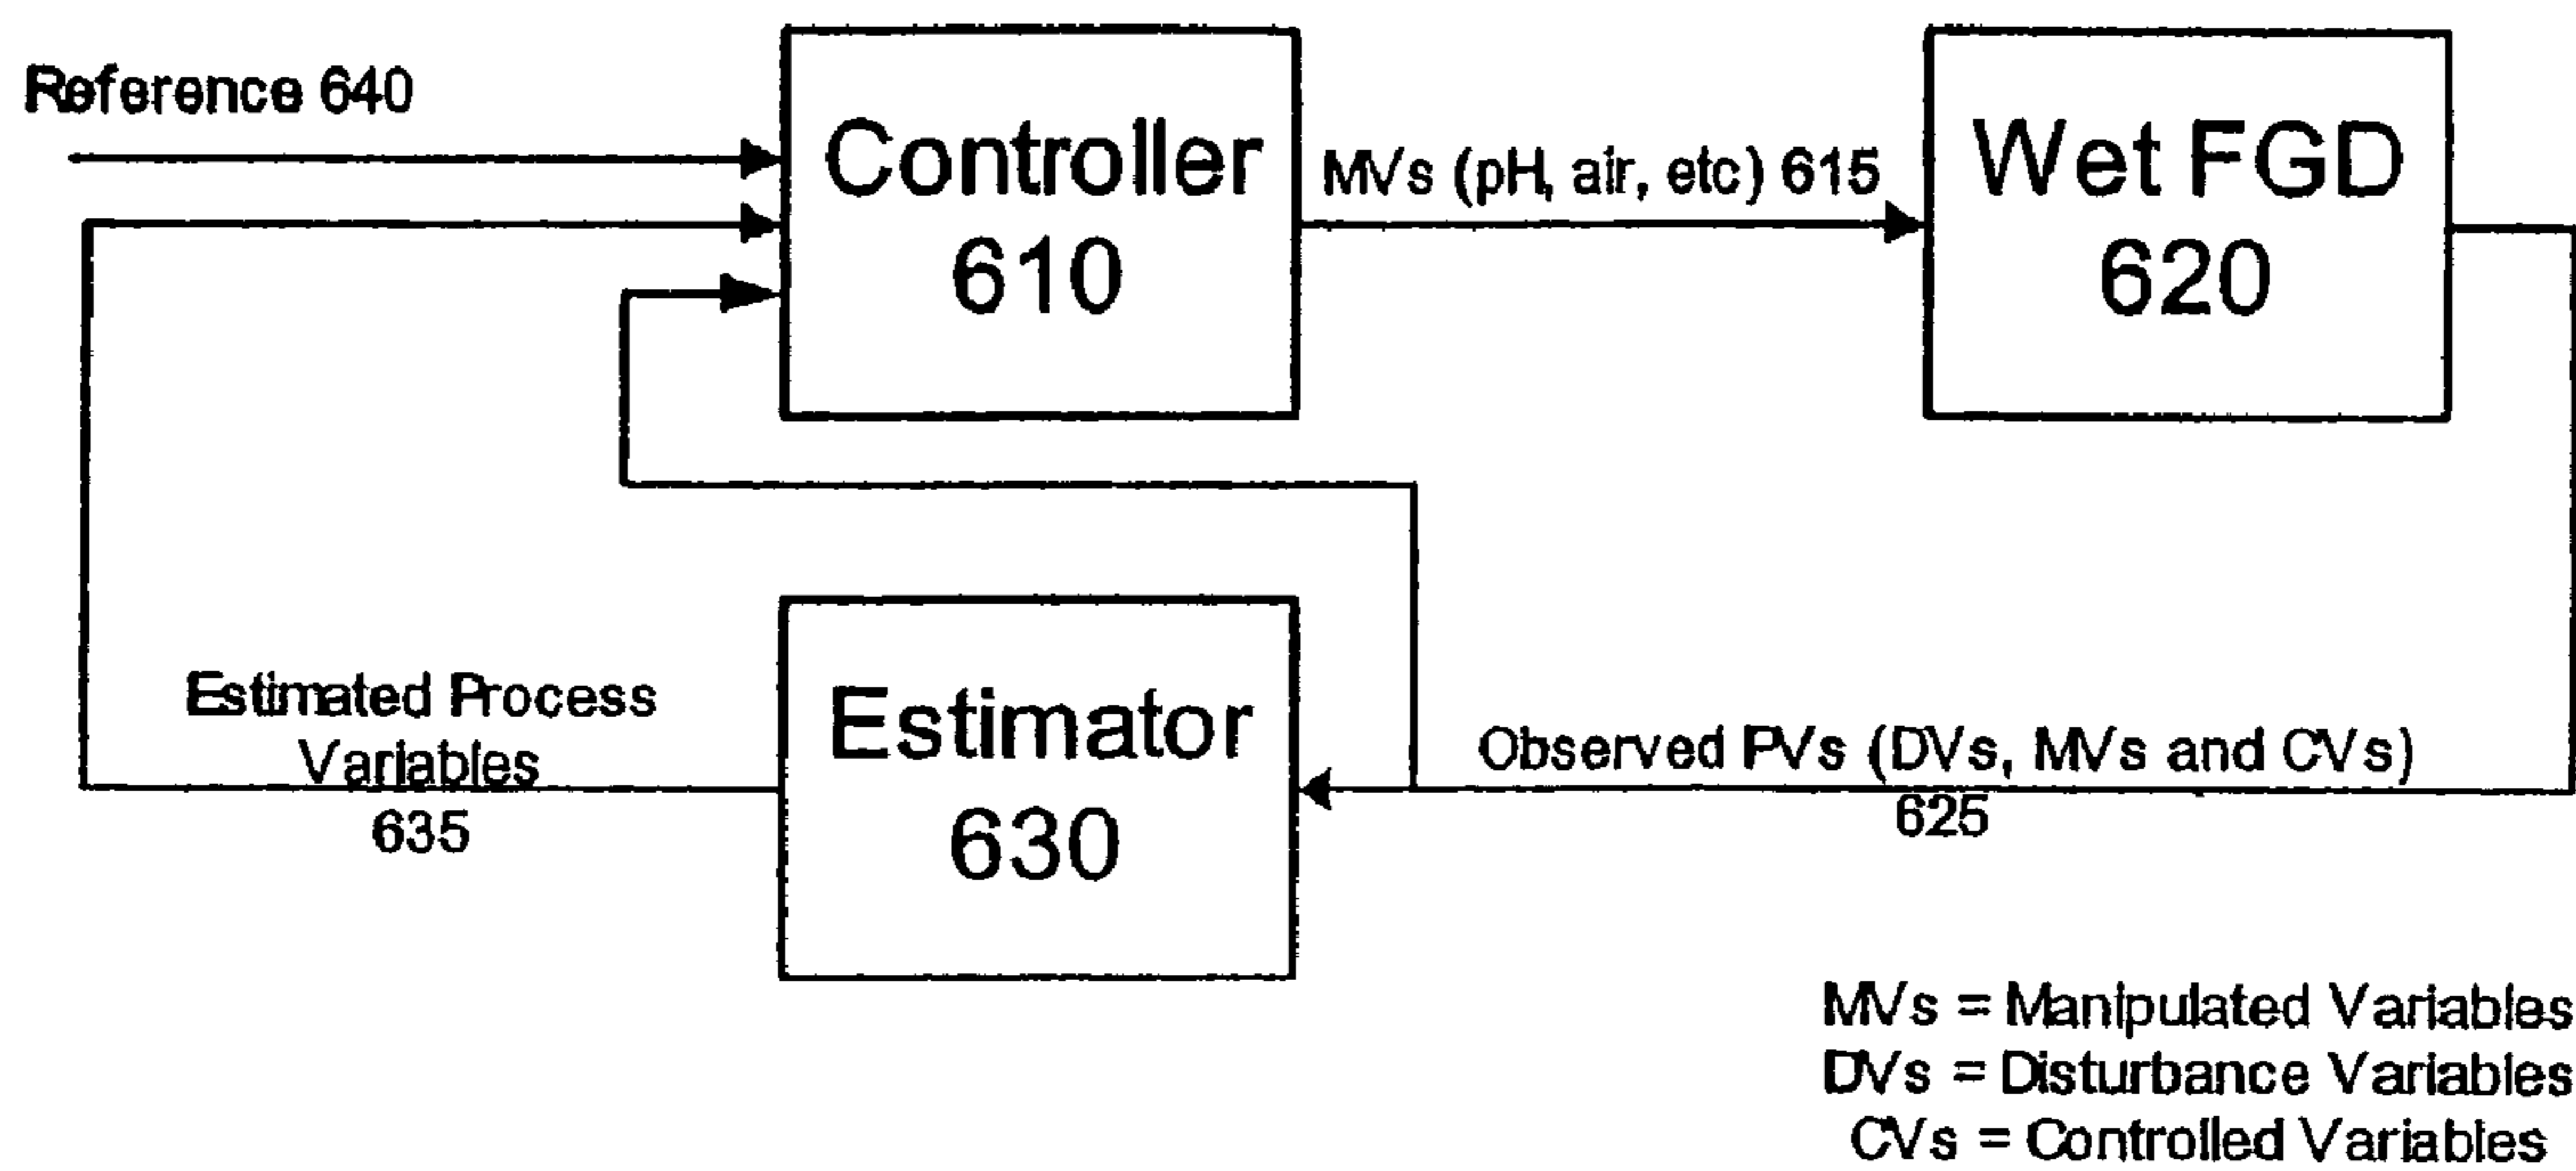 Reference 640
Controller
610
MVs (pH, air, etc) 615
Wet FGD
620
Estimated Process
Variables
635
Estimator
630
Observed PVs (DVs, MVs and CVs)
625
MVs = Manipulated Variables
DVs = Disturbance Variables
CVs = Controlled Variables